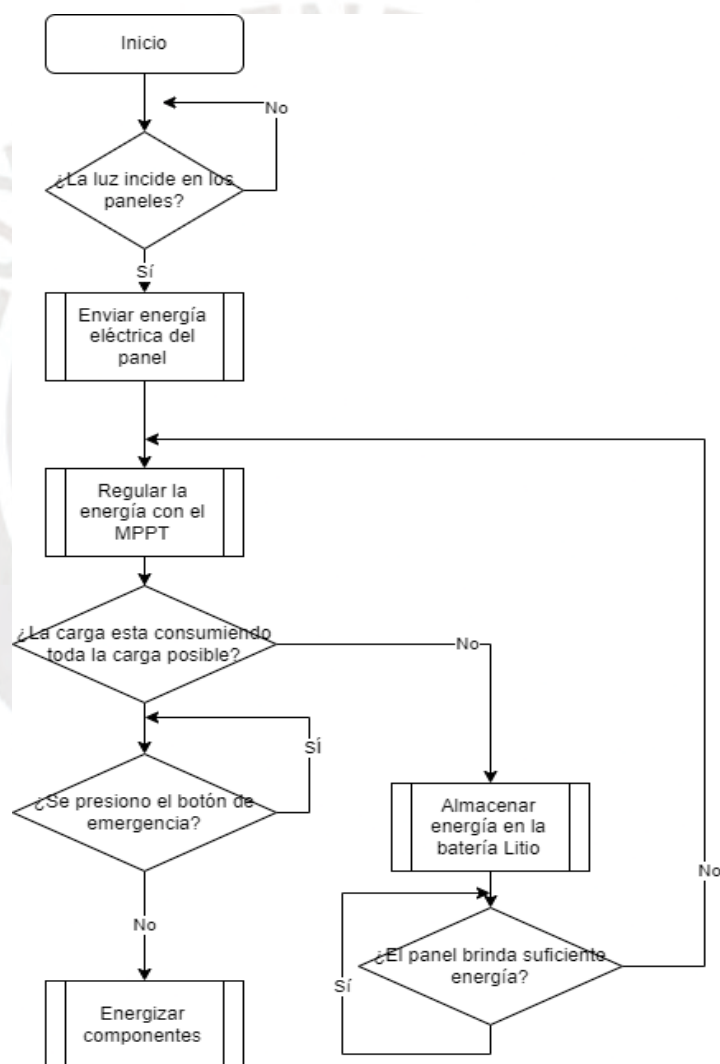 Inicio
No
¿La luz incide en los
paneles?
Sí
Enviar energía
eléctrica del
panel
Regular la
energía con el
MPPT
¿La carga esta consumiendo
toda la carga posible?
No
SÍ
¿Se presiono el botón de
emergencia?
Almacenar
energía en la
batería Litio
No
No
¿El panel brinda suficiente
energía?
Sí
Energizar
componentes